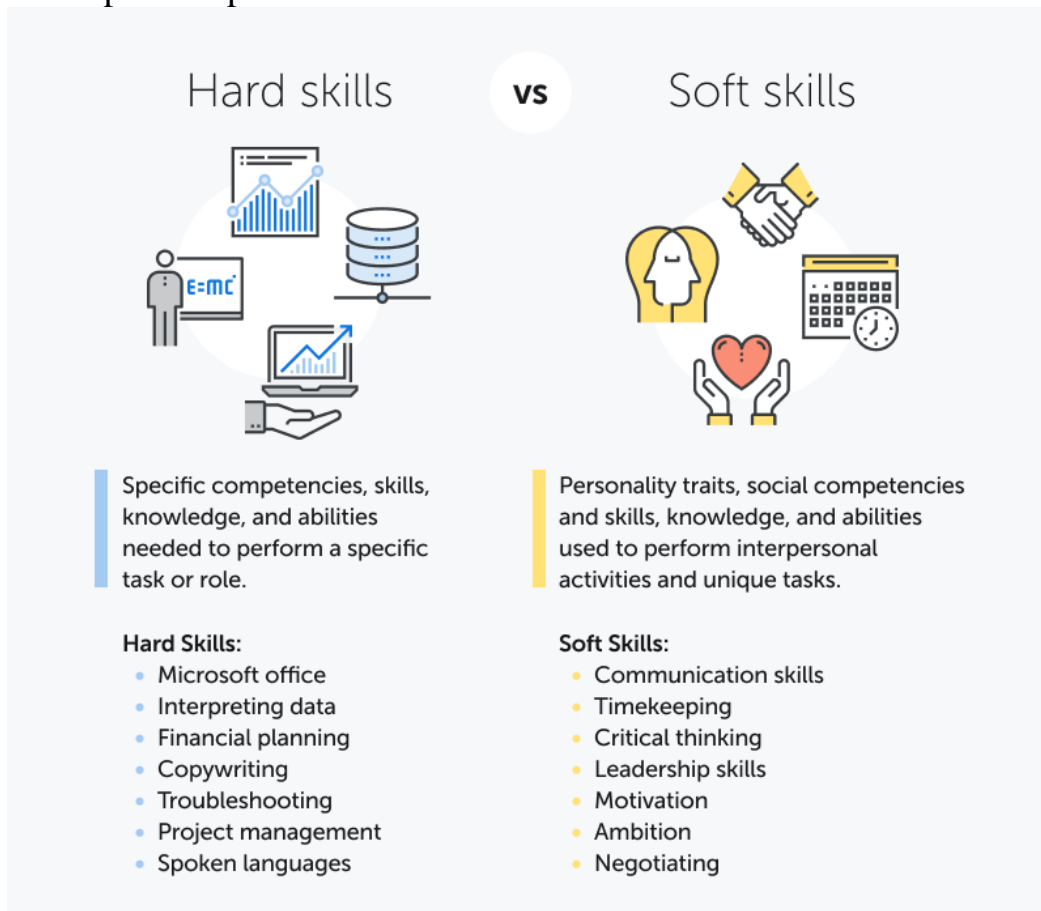 Hard skills
vs
Soft skills
E=mc
Specific competencies, skills,
knowledge, and abilities
needed to perform a specific
task or role.
Hard Skills:
• Microsoft office
• Interpreting data
• Financial planning
• Copywriting
• Troubleshooting
• Project management
• Spoken languages
Personality traits, social competencies
and skills, knowledge, and abilities
used to perform interpersonal
activities and unique tasks.
Soft Skills:
• Communication skills
• Timekeeping
• Critical thinking
• Leadership skills
• Motivation
• Ambition
• Negotiating